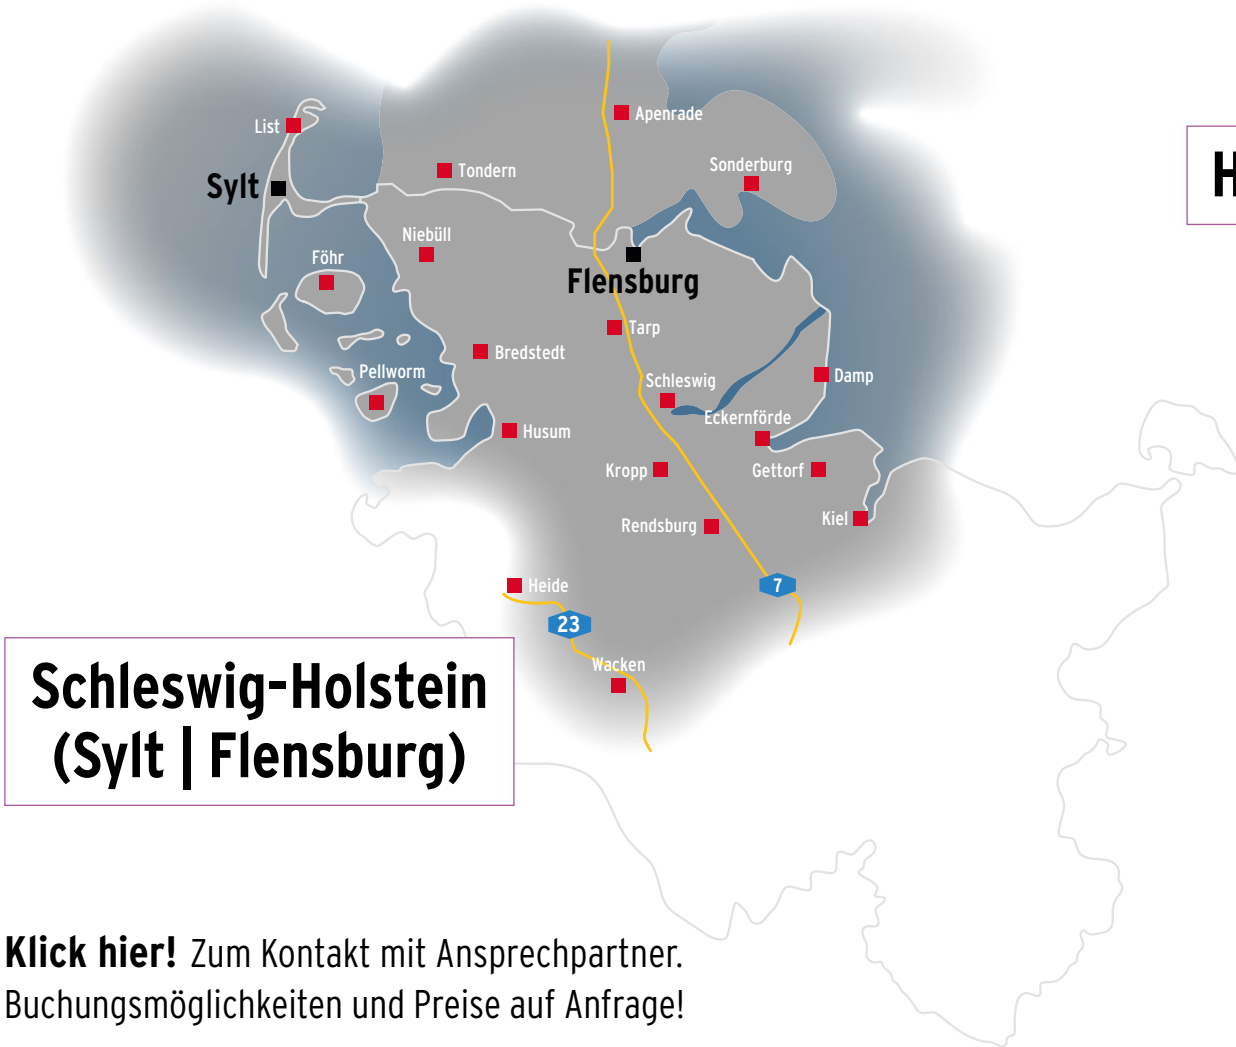 Apenrade
List
Sonderburg
Tondern
Sylt
Niebüll
Föhr
Flensburg
Tarp
Bredstedt
Pellworm
Schleswig
Damp
Eckernförde
Husum
Kropp
Gettorf
Rendsburg
Kiel
Heide
7
23
Wacken
H
Schleswig-Holstein
(Sylt | Flensburg)
Klick hier! Zum Kontakt mit Ansprechpartner.
Buchungsmöglichkeiten und Preise auf Anfrage!